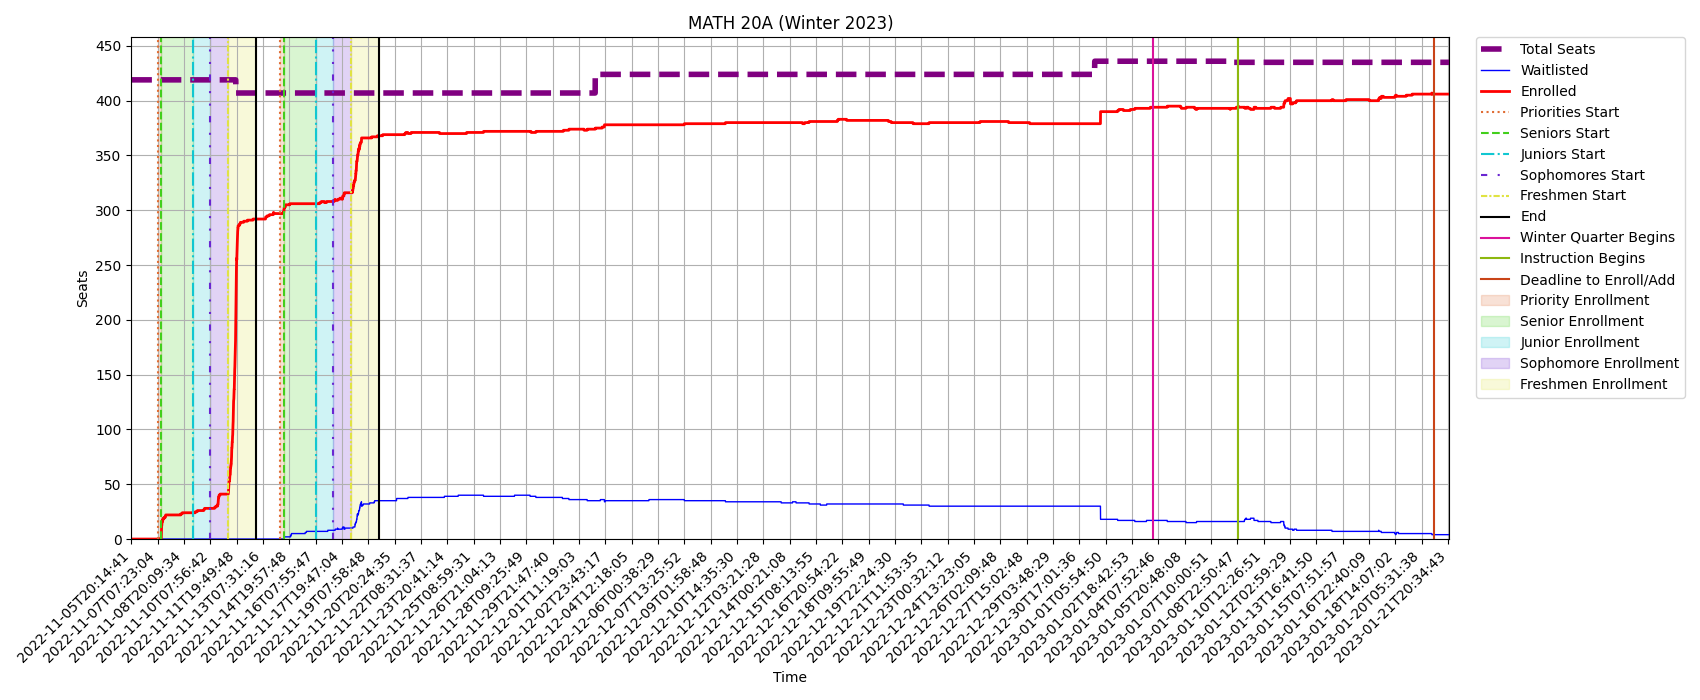 MATH 20A (Winter 2023)
Seats
450
400
350
300
250
200
150
100
50
0
2022-11-05T20:14:41
2022-11-07T07:23:04
2022-11-08T20:09:34
2022-11-10T07:56:42
2022-11-11T19:49:48
2022-11-13T07:31:16
2022-11-14T19:57:48
2022-11-16T07:55:47
2022-11-17T19:47:04
2022-11-19T07:58:48
2022-11-20T20:24:35
2022-11-22T08:31:37
2022-11-23T20:41:14
2022-11-25T08:59:31
2022-11-26T21:04:13
2022-11-28T09:25:49
2022-11-29T21:47:40
2022-12-01T11:19:03
2022-12-02T23:43:17
2022-12-04T12:18:05
2022-12-06T00:38:29
2022-12-07T13:25:52
2022-12-09T01:58:48
2022-12-10T14:35:30
2022-12-12T03:21:28
2022-12-14T00:21:08
2022-12-15T08:13:55
2022-12-16T20:54:22
2022-12-18T09:55:49
2022-12-19T22:24:30
2022-12-21T11:53:35
2022-12-23T00:32:12
2022-12-24T13:23:05
2022-12-26T02:09:48
2022-12-27T15:02:48
2022-12-29T03:48:29
2022-12-30T17:01:36
2023-01-01T05:54:50
2023-01-02T18:42:53
2023-01-04T07:52:46
2023-01-05T20:48:08
2023-01-07T10:00:51
2023-01-08T22:50:47
2023-01-10T12:26:51
2023-01-12T02:59:29
2023-01-13T16:41:50
2023-01-15T07:51:57
2023-01-16T22:40:09
2023-01-18T14:07:02
2023-01-20T05:31:38
2023-01-21T20:34:43
Time
Total Seats
Waitlisted
Enrolled
Priorities Start
Seniors Start
Juniors Start
Sophomores Start
Freshmen Start
End
Winter Quarter Begins
Instruction Begins
Deadline to Enroll/Add
Priority Enrollment
Senior Enrollment
Junior Enrollment
Sophomore Enrollment
Freshmen Enrollment